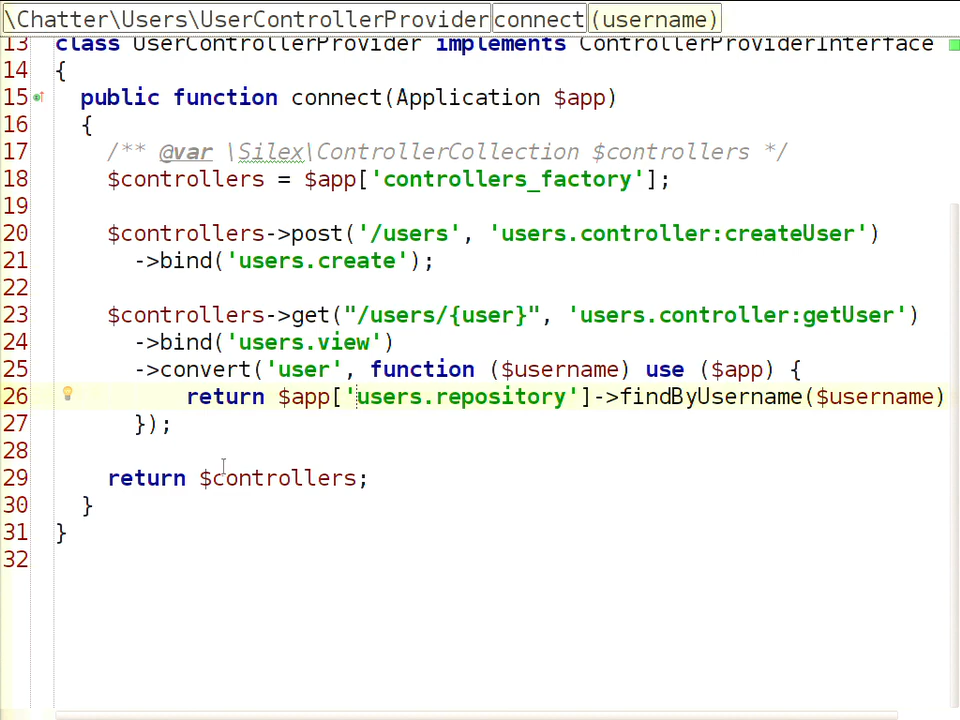 \Chatter\Users\UserControllerProvider connect (username)
13 class UserControllerProvider implements ControllerProviderInterface
14 {
15 public function connect(Application $app)
16 {
17 /** @var \Silex\ControllerCollection $controllers */
18 $controllers = $app['controllers_factory'];
19
20 $controllers->post('/users', 'users.controller:createUser')
21 ->bind('users.create');
22
23 $controllers->get("/users/{user}", 'users.controller:getUser')
24 ->bind('users.view')
25 ->convert('user', function ($username) use ($app) {
26 return $app['users.repository']->findByUsername($username)
27 });
28
29 return $controllers;
30 }
31 }
32